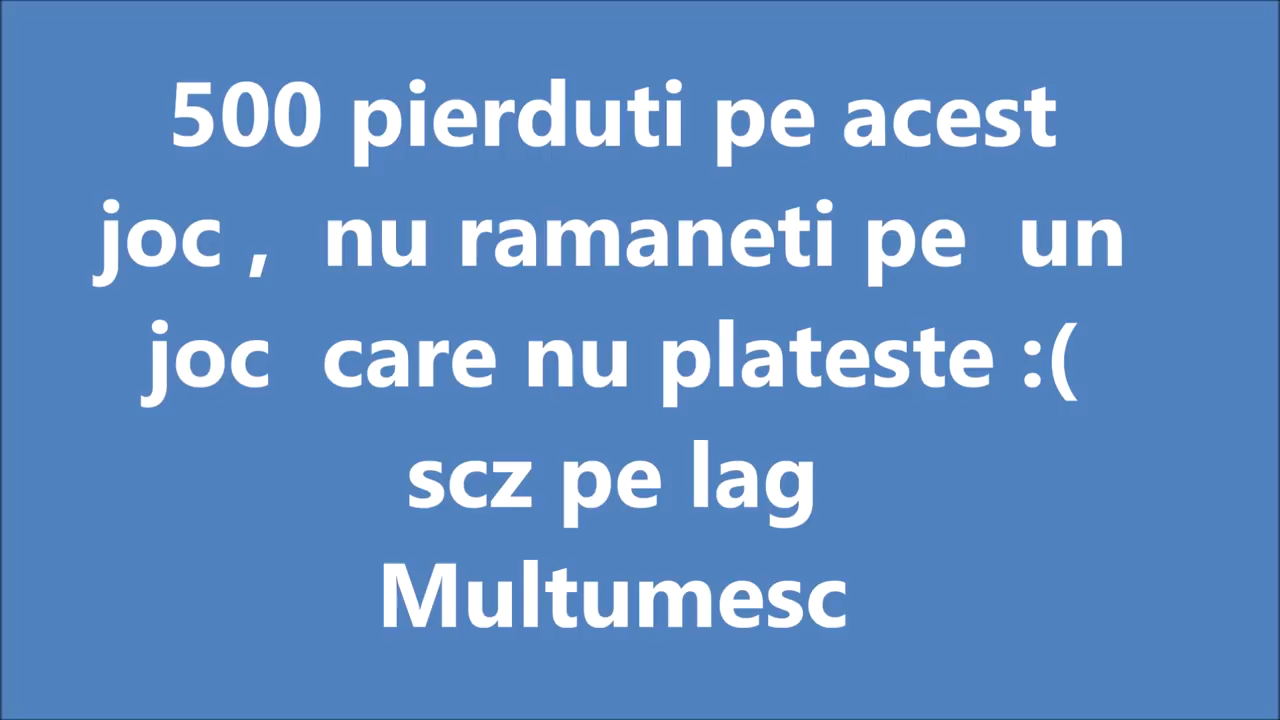 500 pierduti pe acest
joc , nu ramaneti pe un
joc care nu plateste :(
scz pe lag
Multumesc